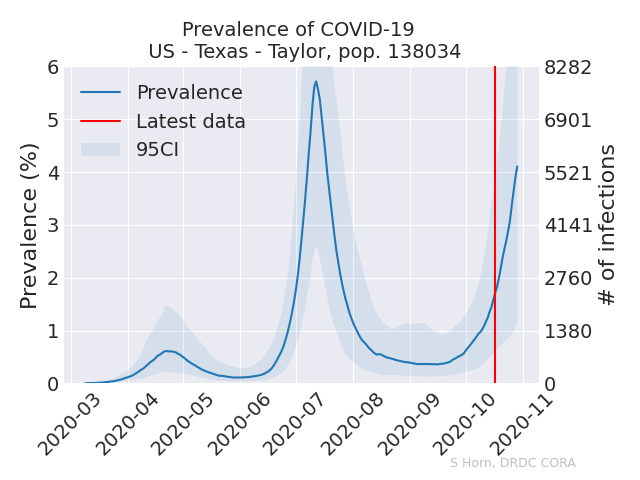 Prevalence of COVID-19
US - Texas - Taylor, pop. 138034
Prevalence (%)
6
5
4
3
2
1
0
Prevalence
Latest data
95CI
8282
6901
5521
4141
2760
1380
0
# of infections
2020-03
2020-04
2020-05
2020-06
2020-07
2020-08
2020-09
2020-10
2020-11
S Horn, DRDC CORA